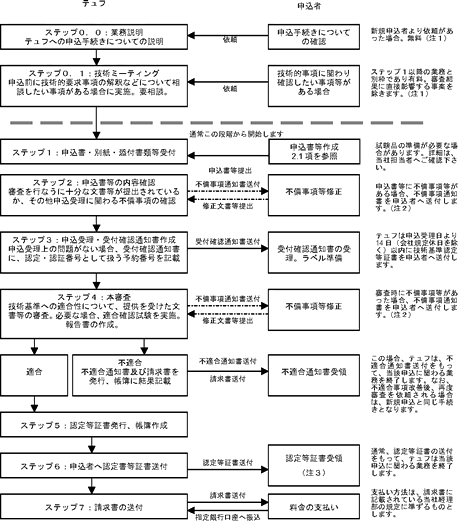 テュフ
申込者
ステップ０．０：業務説明
テュフへの申込手きについての説明
依頼
申込手きについて
の確認
新規申込者より依頼が
あった場合。無料（注１）
ステップ０．１：技術ミーティング
申込前に技術的要求事項の解釈などについて相
談したい事項がある場合に実施。要相談。
依頼
技術的事項に関わり
確認したい事項等
がある場合
ステップ１以降の業務と
別枠であり有料。審査結果
に直接影響する事案を
除きます。（注１）
通常この段階から開始します
ステップ１：申込書・別紙・添付書類等受付
申込書等作成
2.1項を参照
試験品の準備が必要な場
合があります。詳細は、
当社担当者へご確認下さ
い。
申込書等提出
ステップ２：申込書等の内容確認
審査を行なうに十分な文書等が提出されている
か、その他申込受理に関わる不備事項の確認
不備事項通知書送付
修正文書等提出
不備事項等修正
申込書等に不備事項等が
ある場合、不備事項通知
書を申込者へ送付しま
す。（注２）
ステップ３：申込受理・受付確認通知書作成
申込受理上の問題がない場合、受付確認通知書
に、認定・認証番号として扱う予約番号を記載
受付確認通知書送付
受付確認通知書の受
理。ラベル準備
テュフは申込受理日より
14日（会社規定休日を除
く）以内に技術基準認定
等証書を申込者へ送付し
ます。
ステップ４：本審査
技術基準への適合性について、提供を受けた文
書等の審査。必要な場合、適合確認試験を実施。
報告書の作成。
不備事項等通知書送付
修正文書等提出
不備事項等修正
審査時に不備事項等があ
った場合、不備事項通知
書を申込者へ送付しま
す。（注２）
適合
不適合
不適合通知書及び請求書を
発行、帳簿に結果記載
不適合通知書送付
請求書送付
不適合通知書受領
この場合、テュフは、不適
合通知書送付をもっ
て、当該申込に関わる業
務を終了します。なお、
不適合事項改善後、再度
審査を依頼される場合
は、新規申込と同じ手続
きとなります。
ステップ５：認定等証書発行、帳簿作成
ステップ６：申込者へ認定書等証書送付
認定等証書送付
認定等証書受領
（注３）
通常、認定等証書の送付
をもって、テュフは当該
申込に関わる業務を終了
します。
ステップ７：請求書の送付
請求書送付
指定銀行口座へ振込
料金の支払い
支払い方法は、請求書
に記載されている当社経理
部の規定に準ずるものと
します。